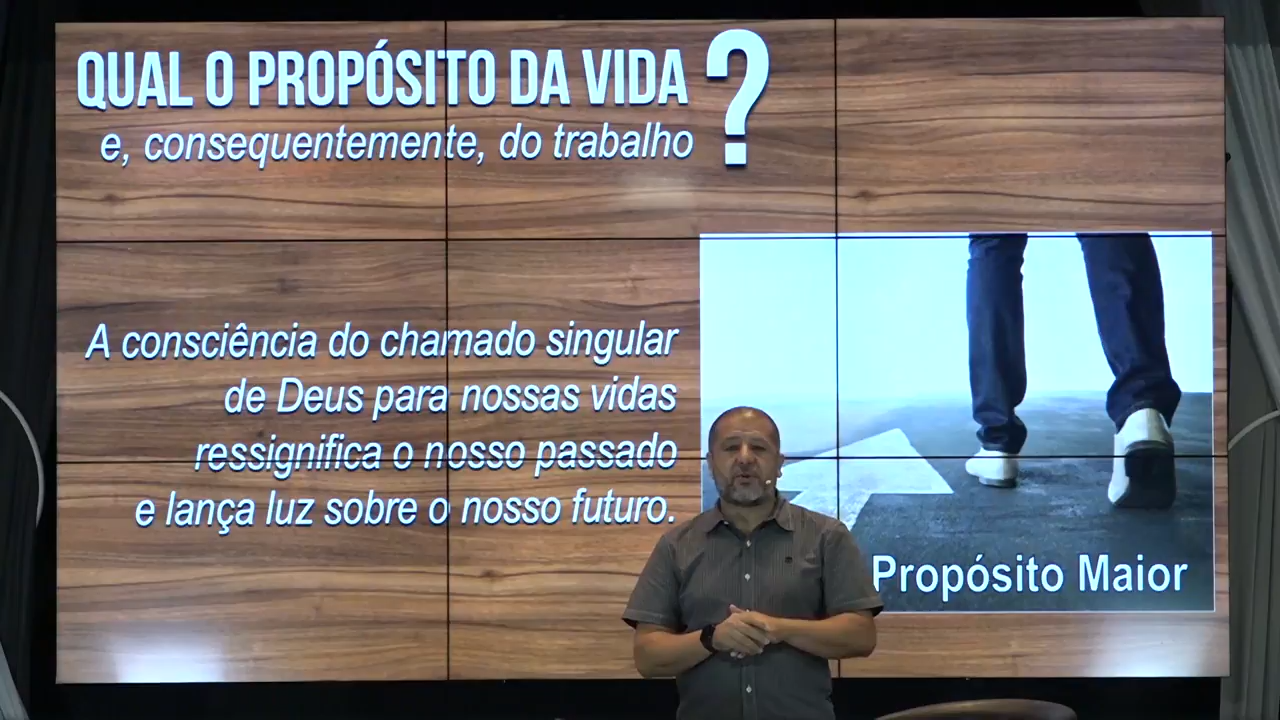 QUAL O PROPÓSITO DA VIDA?
e, consequentemente, do trabalho
A consciência do chamado singular
de Deus para nossas vidas
ressignifica o nosso passado
e lança luz sobre o nosso futuro.
Propósito Maior